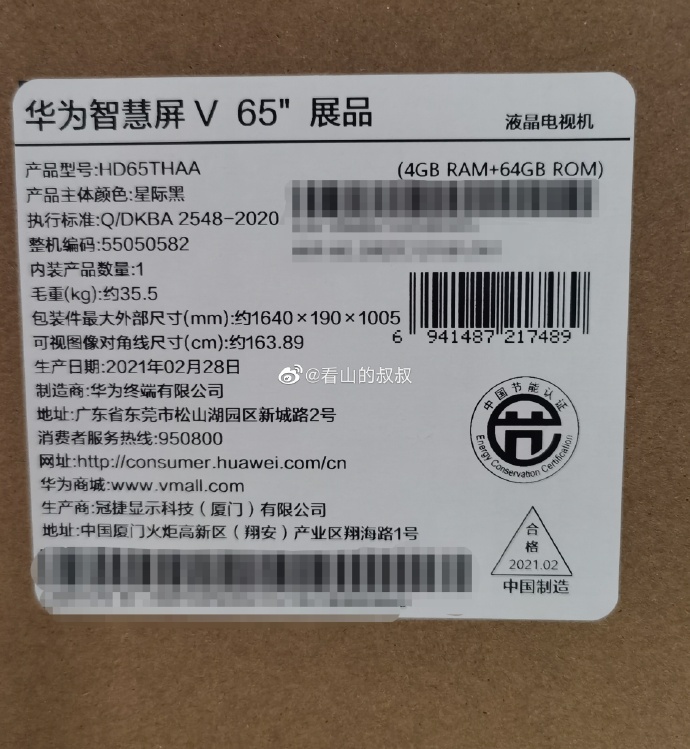 华为智慧屏 V 65" 展品
液晶电视机
产品型号:HD65THAA
(4GB RAM+64GB ROM)
产品主体颜色:星际黑
执行标准:Q/DKBA 2548-2020
整机编码:55050582
内装产品数量:1
毛重(kg):约35.5
包装件最大外部尺寸(mm):约1640×190×1005
6 941487 217489
可视图像对角线尺寸(cm):约163.89
生产日期:2021年02月28日
@看山的叔叔
制造商:华为终端有限公司
地址:广东省东莞市松山湖园区新城路2号
消费者服务热线:950800
网址:http://consumer.huawei.com/cn
华为商城:www.vmall.com
生产商:冠捷显示科技（厦门）有限公司
地址:中国厦门火炬高新区（翔安）产业区翔海路1号
中国节能认证
Energy Conservation Certification
合
格
2021.02
中国制造